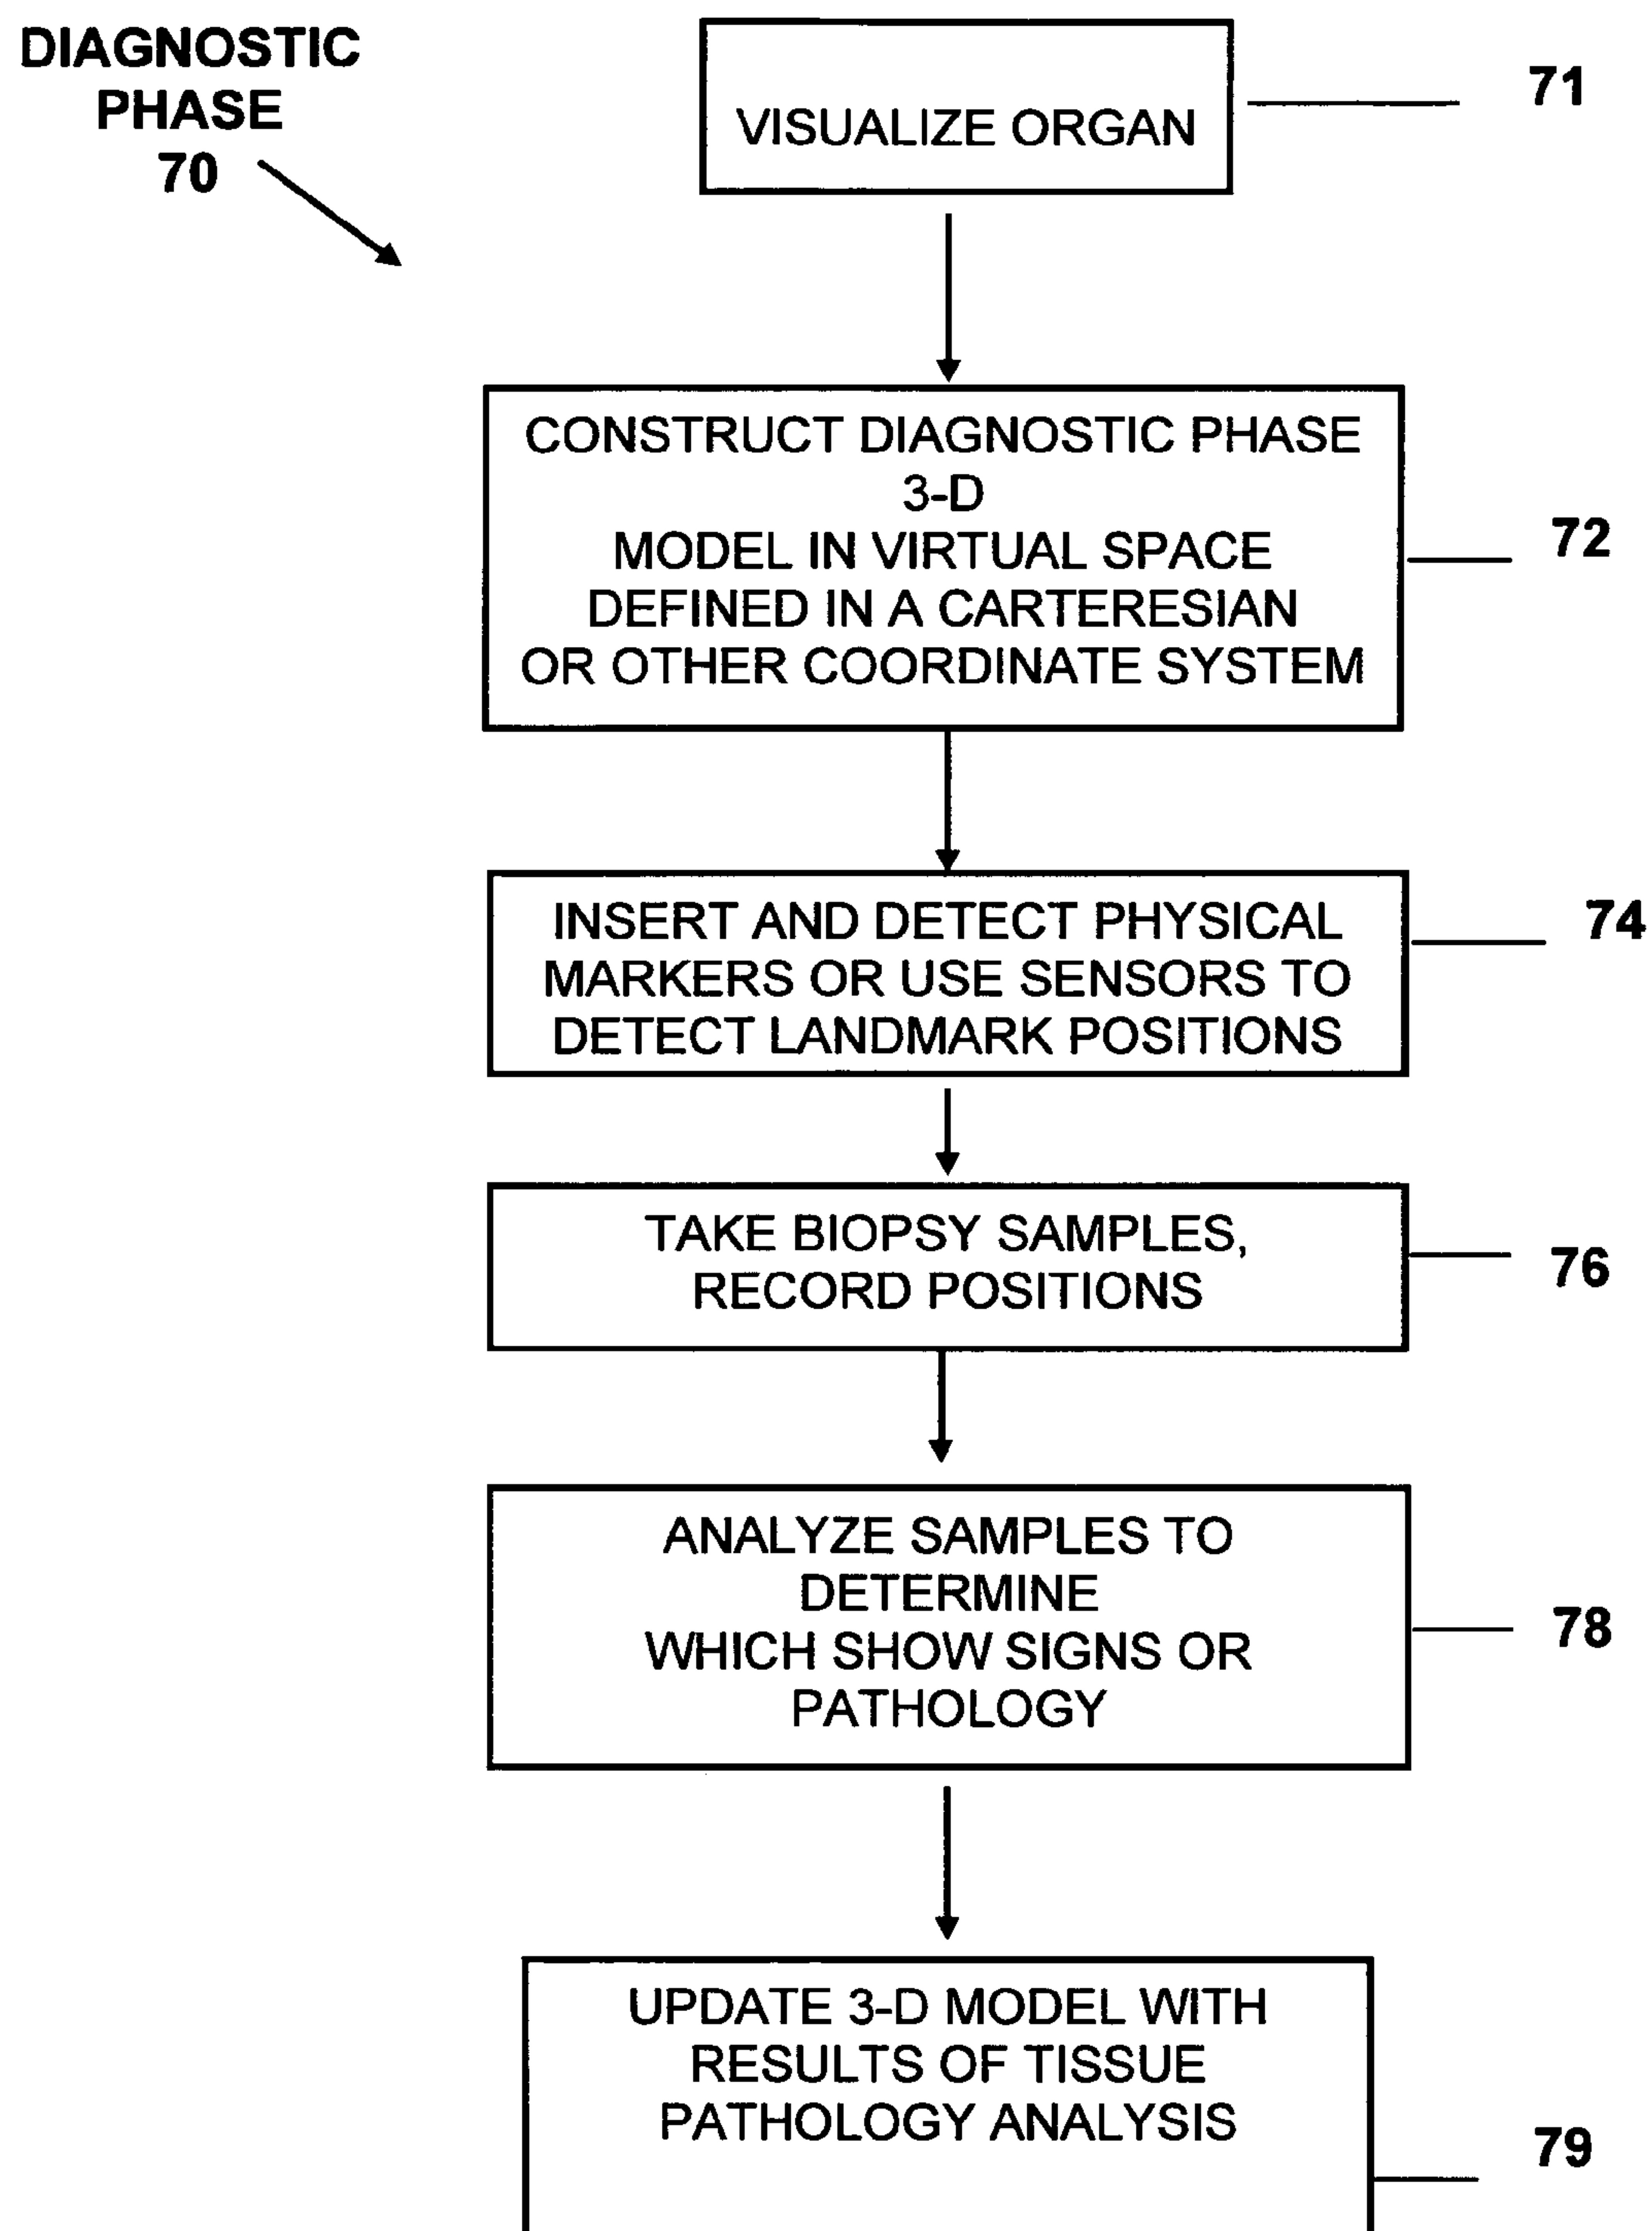 DIAGNOSTIC
PHASE
70
VISUALIZE ORGAN
71
CONSTRUCT DIAGNOSTIC PHASE
3-D
MODEL IN VIRTUAL SPACE
DEFINED IN A CARTERESIAN
OR OTHER COORDINATE SYSTEM
72
INSERT AND DETECT PHYSICAL
MARKERS OR USE SENSORS TO
DETECT LANDMARK POSITIONS
74
TAKE BIOPSY SAMPLES,
RECORD POSITIONS
76
ANALYZE SAMPLES TO
DETERMINE
WHICH SHOW SIGNS OR
PATHOLOGY
78
UPDATE 3-D MODEL WITH
RESULTS OF TISSUE
PATHOLOGY ANALYSIS
79